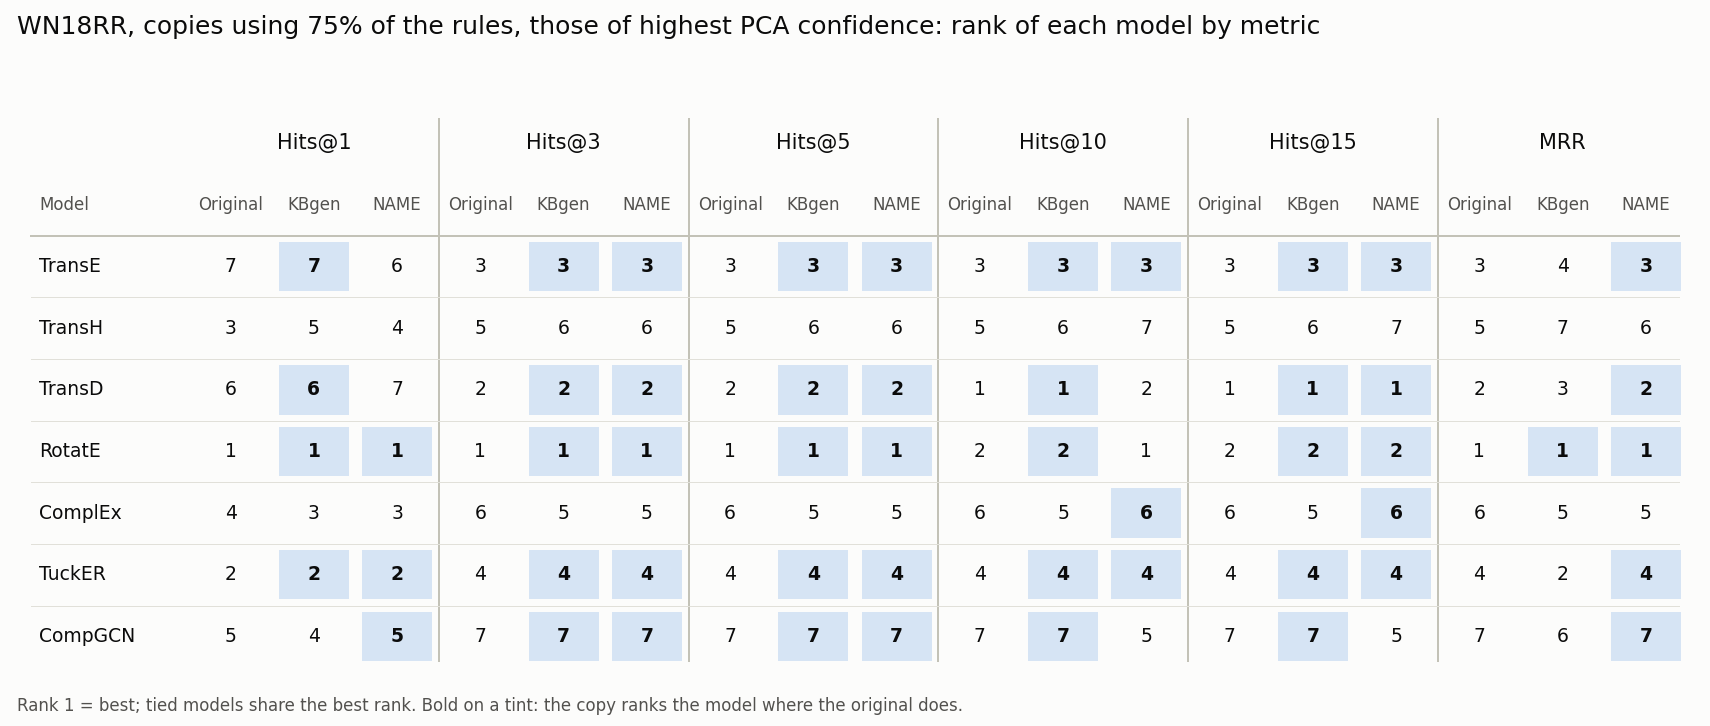 WN18RR, copies using 75% of the rules, those of highest PCA confidence: rank of each model by metric
Hits@1 Hits@3 Hits@5 Hits@10 Hits@15 MRR
Model Original KBgen NAME Original KBgen NAME Original KBgen NAME Original KBgen NAME Original KBgen NAME Original KBgen NAME
TransE 7 7 6 3 3 3 3 3 3 3 3 3 3 3 3 3 4 3
TransH 3 5 4 5 6 6 5 6 6 5 6 7 5 6 7 5 7 6
TransD 6 6 7 2 2 2 2 2 2 1 1 2 1 1 1 2 3 2
RotatE 1 1 1 1 1 1 1 1 1 2 2 1 2 2 2 1 1 1
ComplEx 4 3 3 6 5 5 6 5 5 6 5 6 6 5 6 6 5 5
TuckER 2 2 2 4 4 4 4 4 4 4 4 4 4 4 4 4 2 4
CompGCN 5 4 5 7 7 7 7 7 7 7 7 5 7 7 5 7 6 7
Rank 1 = best; tied models share the best rank. Bold on a tint: the copy ranks the model where the original does.